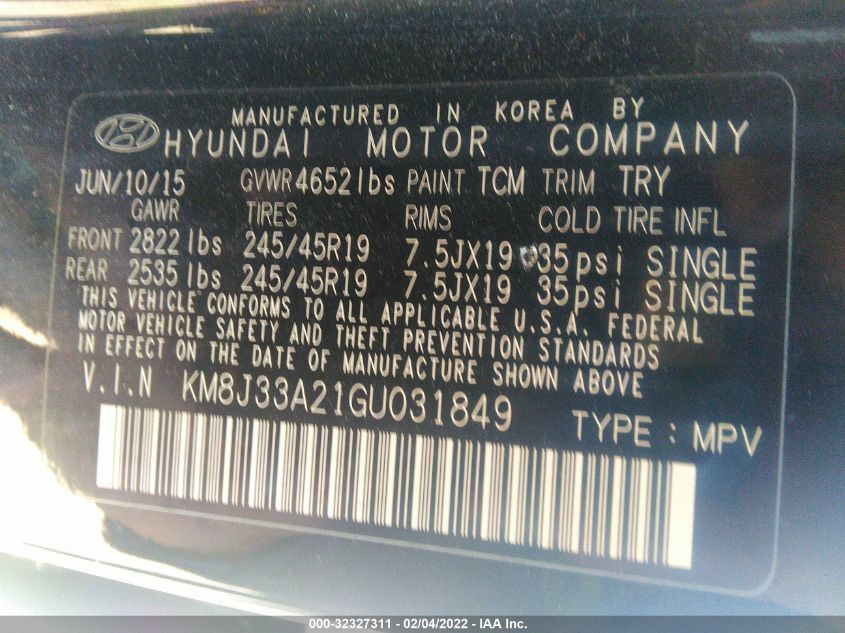 MANUFACTURED IN KOREA BY
HYUNDAI MOTOR COMPANY
JUN/10/15 GVWR 4652 lbs PAINT TCM TRIM TRY
GAWR TIRES RIMS COLD TIRE INFL
FRONT 2822 lbs 245/45R19 7.5JX19 35psi SINGLE
REAR 2535 lbs 245/45R19 7.5JX19 35psi SINGLE
THIS VEHICLE CONFORMS TO ALL APPLICABLE U.S.A. FEDERAL
MOTOR VEHICLE SAFETY AND THEFT PREVENTION STANDARDS
IN EFFECT ON THE DATE OF MANUFACTURE SHOWN ABOVE
V.I.N KM8J33A21GU031849
TYPE : MPV
000-32327311 - 02/04/2022 - IAA Inc.